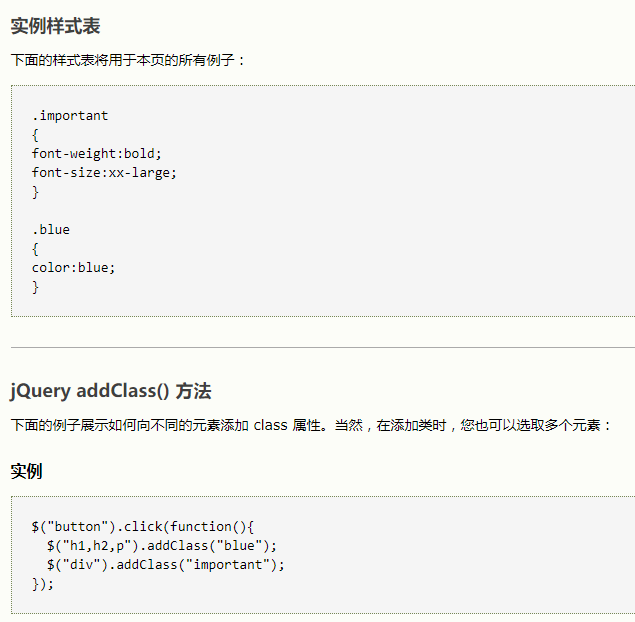 实例样式表
下面的样式表将用于本页的所有例子：
.important
{
font-weight:bold;
font-size:xx-large;
}
.blue
{
color:blue;
}
jQuery addClass() 方法
下面的例子展示如何向不同的元素添加 class 属性。当然，在添加类时，您也可以选取多个元素：
实例
$("button").click(function(){
  $("h1,h2,p").addClass("blue");
  $("div").addClass("important");
});